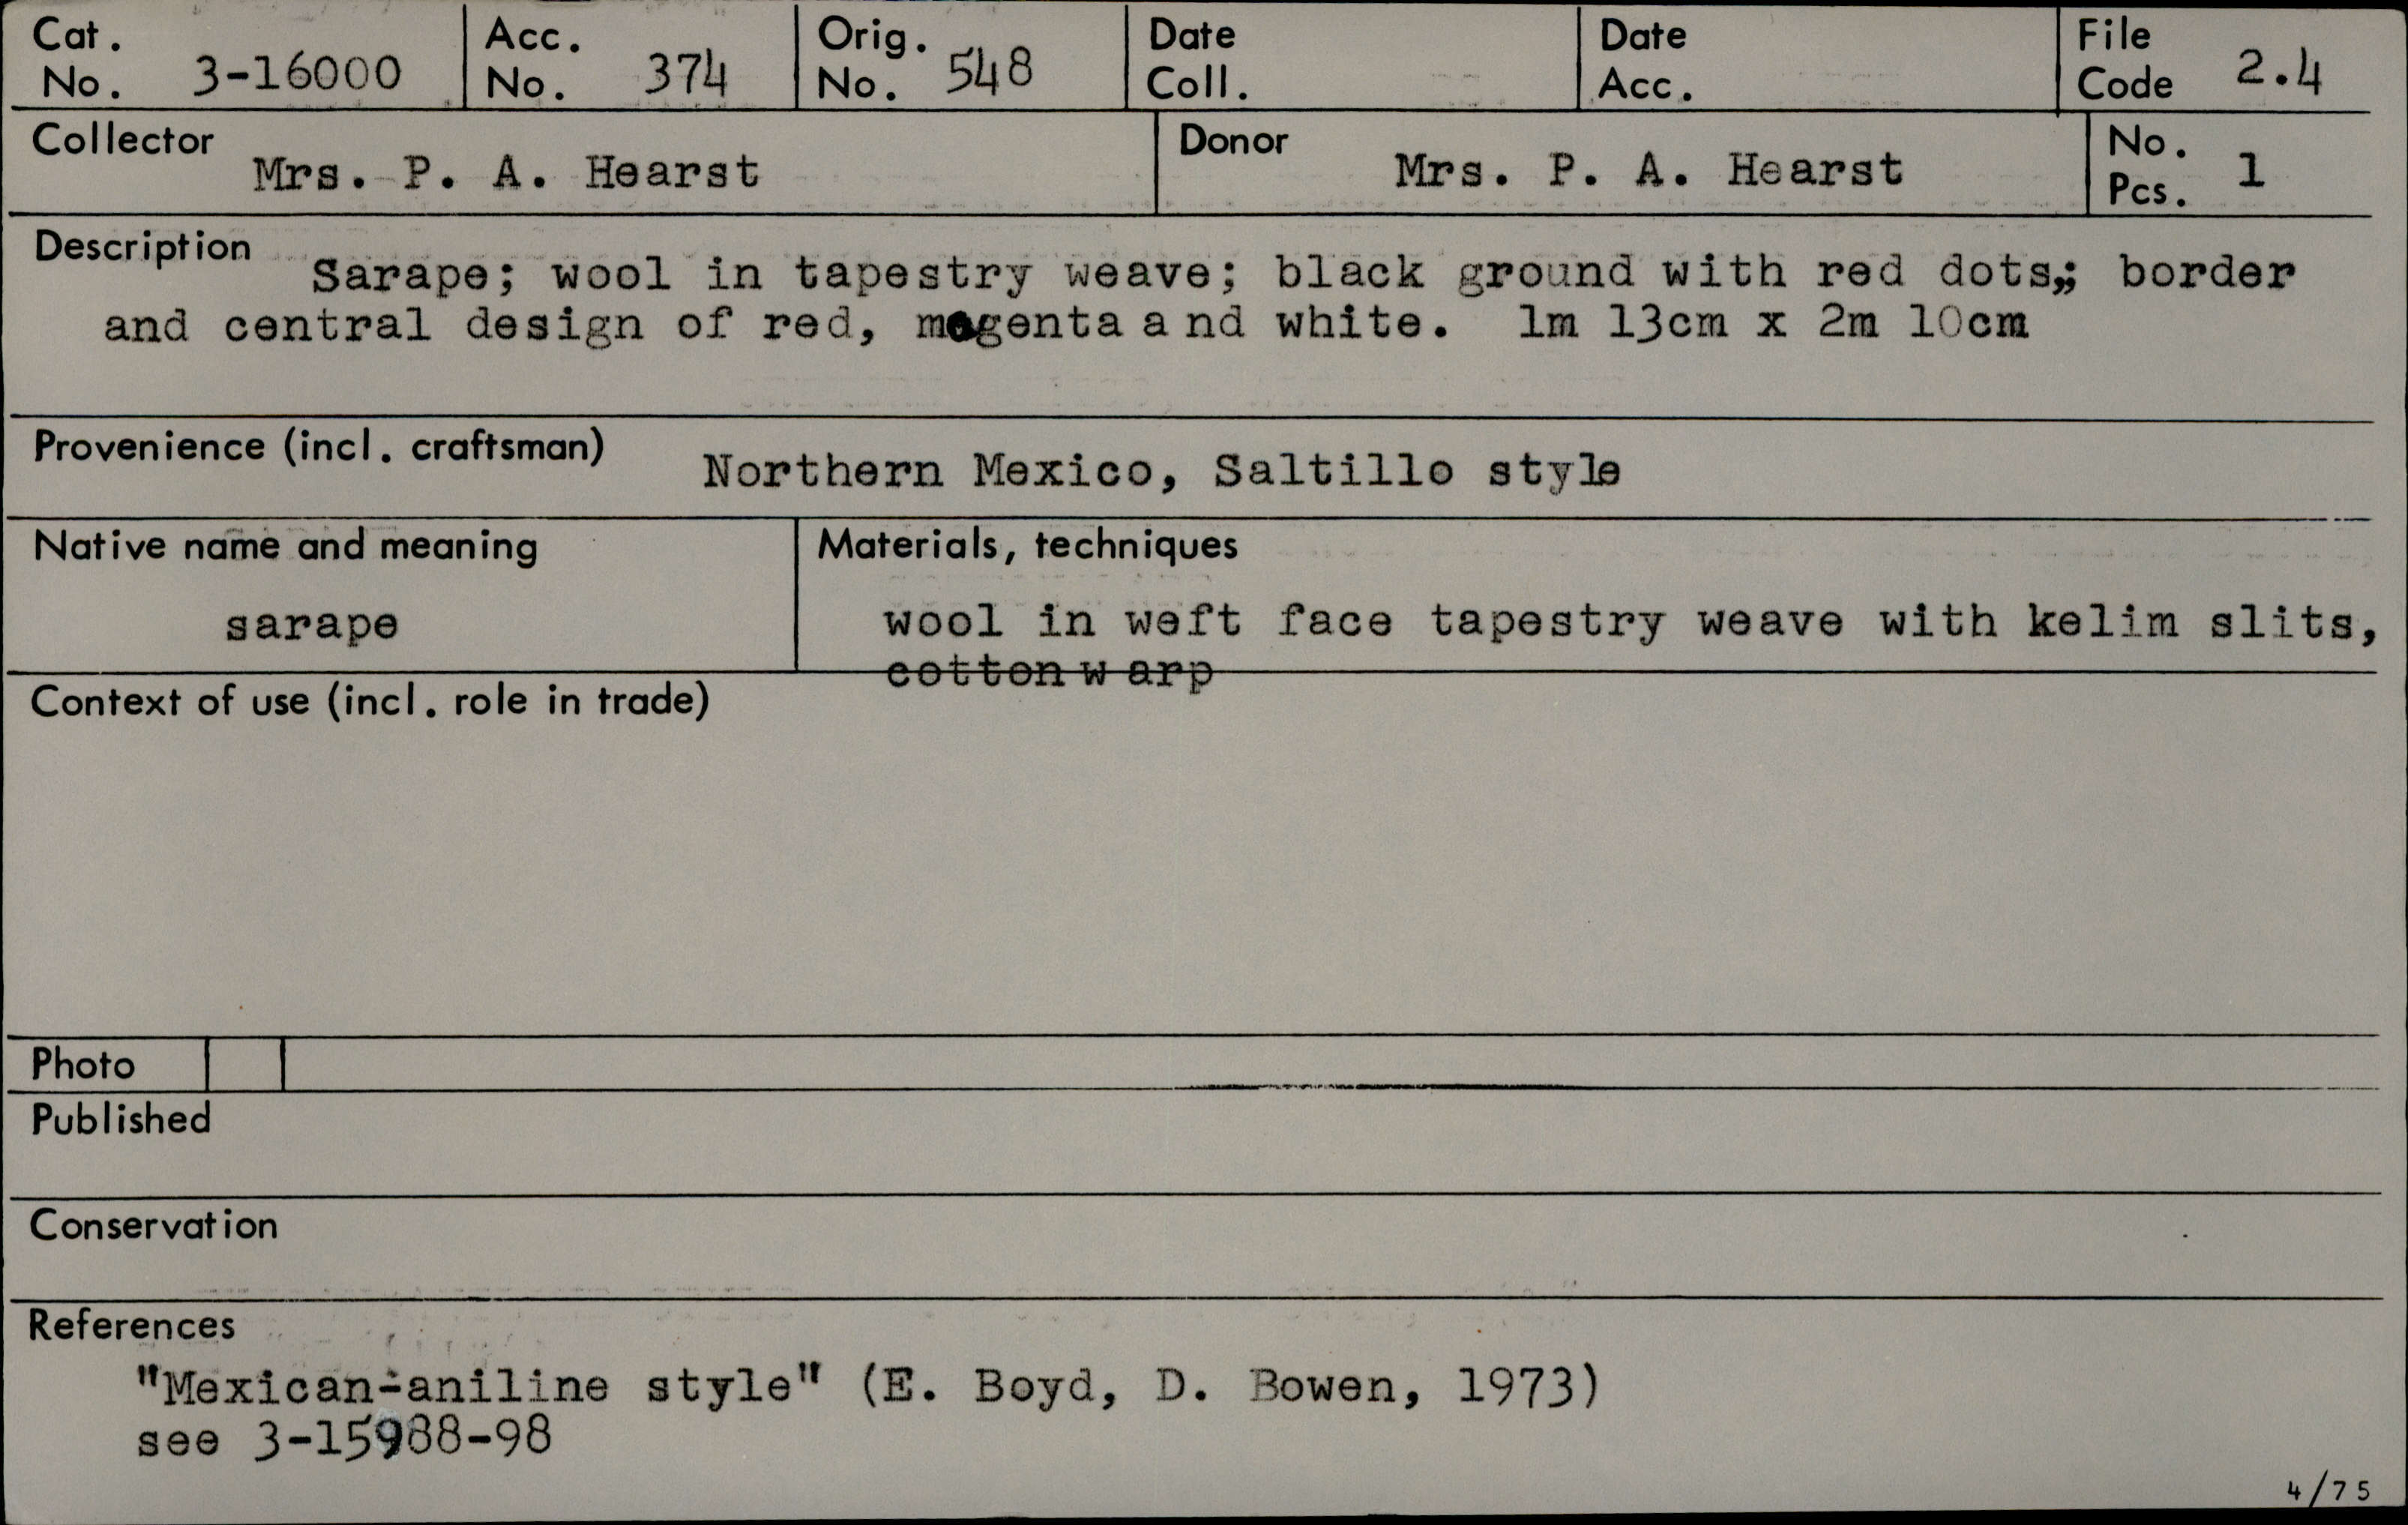 Cat. No. 3-16000 Acc. No. 374 Orig. No. 548 Date Coll. Date Acc. File Code 2.4
Collector Mrs. P. A. Hearst Donor Mrs. P. A. Hearst No. Pcs. 1
Description Sarape; wool in tapestry weave; black ground with red dots; border
and central design of red, magenta and white. 1m 13cm x 2m 10cm
Provenience (incl. craftsman) Northern Mexico, Saltillo style
Native name and meaning
sarape
Materials, techniques
wool in weft face tapestry weave with kelim slits,
cotton warp
Context of use (incl. role in trade)
Photo
Published
Conservation
References
"Mexican-aniline style" (E. Boyd, D. Bowen, 1973)
see 3-15988-98
4/75